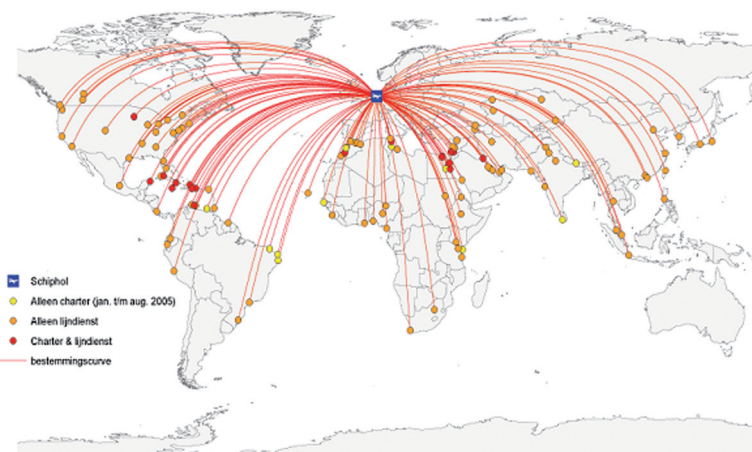 Schiphol
Alleen charter (jan. t/m aug. 2005)
Alleen lijndienst
Charter & lijndienst
bestemmingscurve